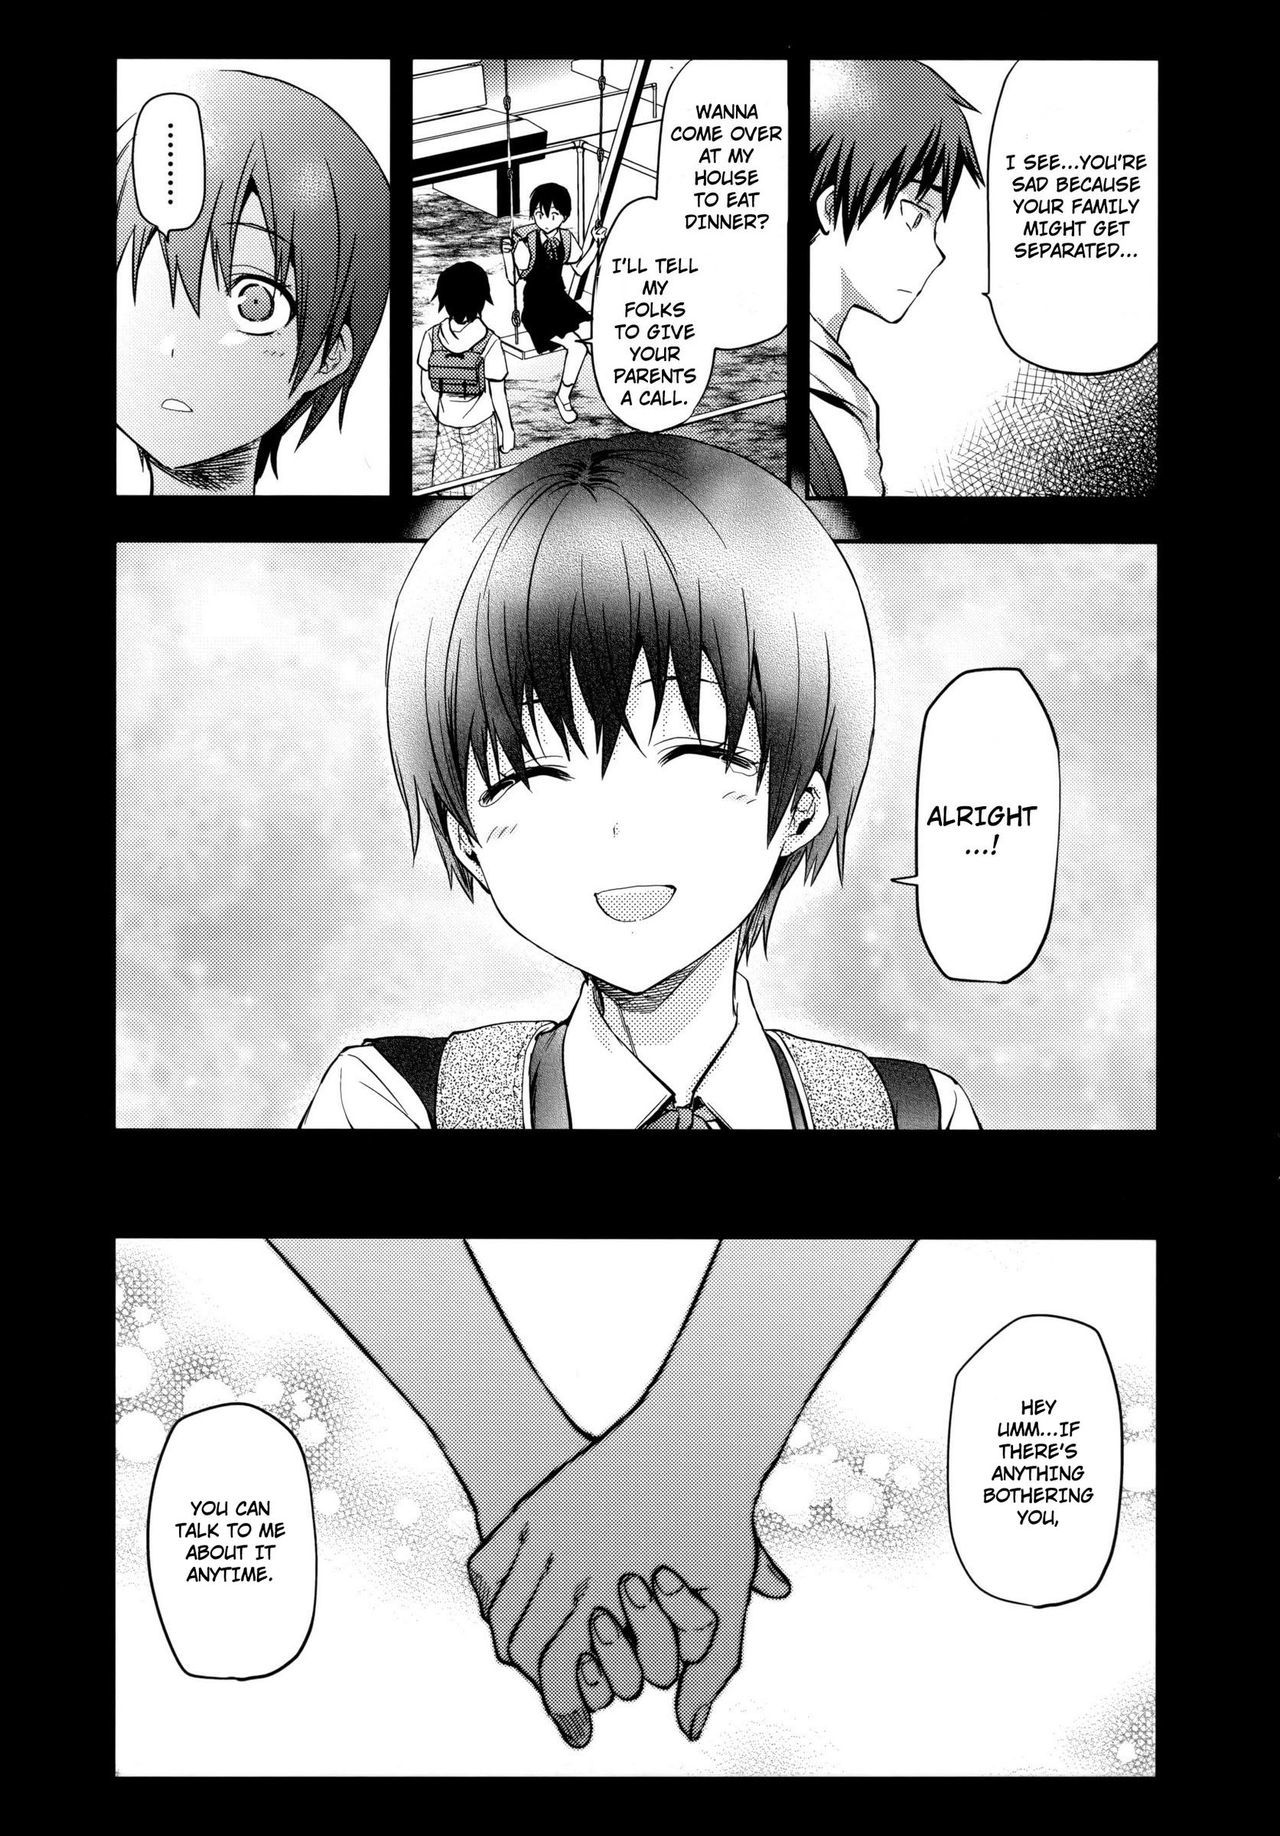 I SEE...YOU'RE
SAD BECAUSE
YOUR FAMILY
MIGHT GET
SEPARATED...
WANNA
COME OVER
AT MY
HOUSE
TO EAT
DINNER?
I'LL TELL
MY
FOLKS
TO GIVE
YOUR
PARENTS
A CALL.
.........
ALRIGHT
...!
HEY
UMM...IF
THERE'S
ANYTHING
BOTHERING
YOU,
YOU CAN
TALK TO ME
ABOUT IT
ANYTIME.